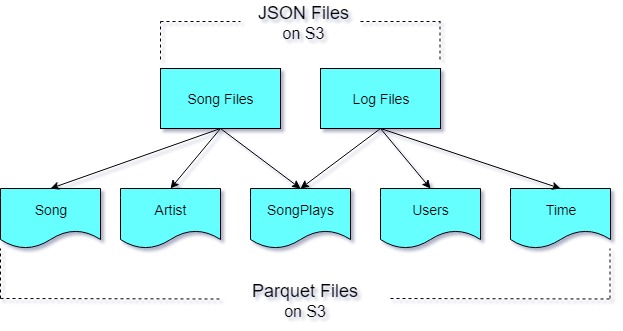 JSON Files
on S3
Song Files
Log Files
Song
Artist
SongPlays
Users
Time
Parquet Files
on S3